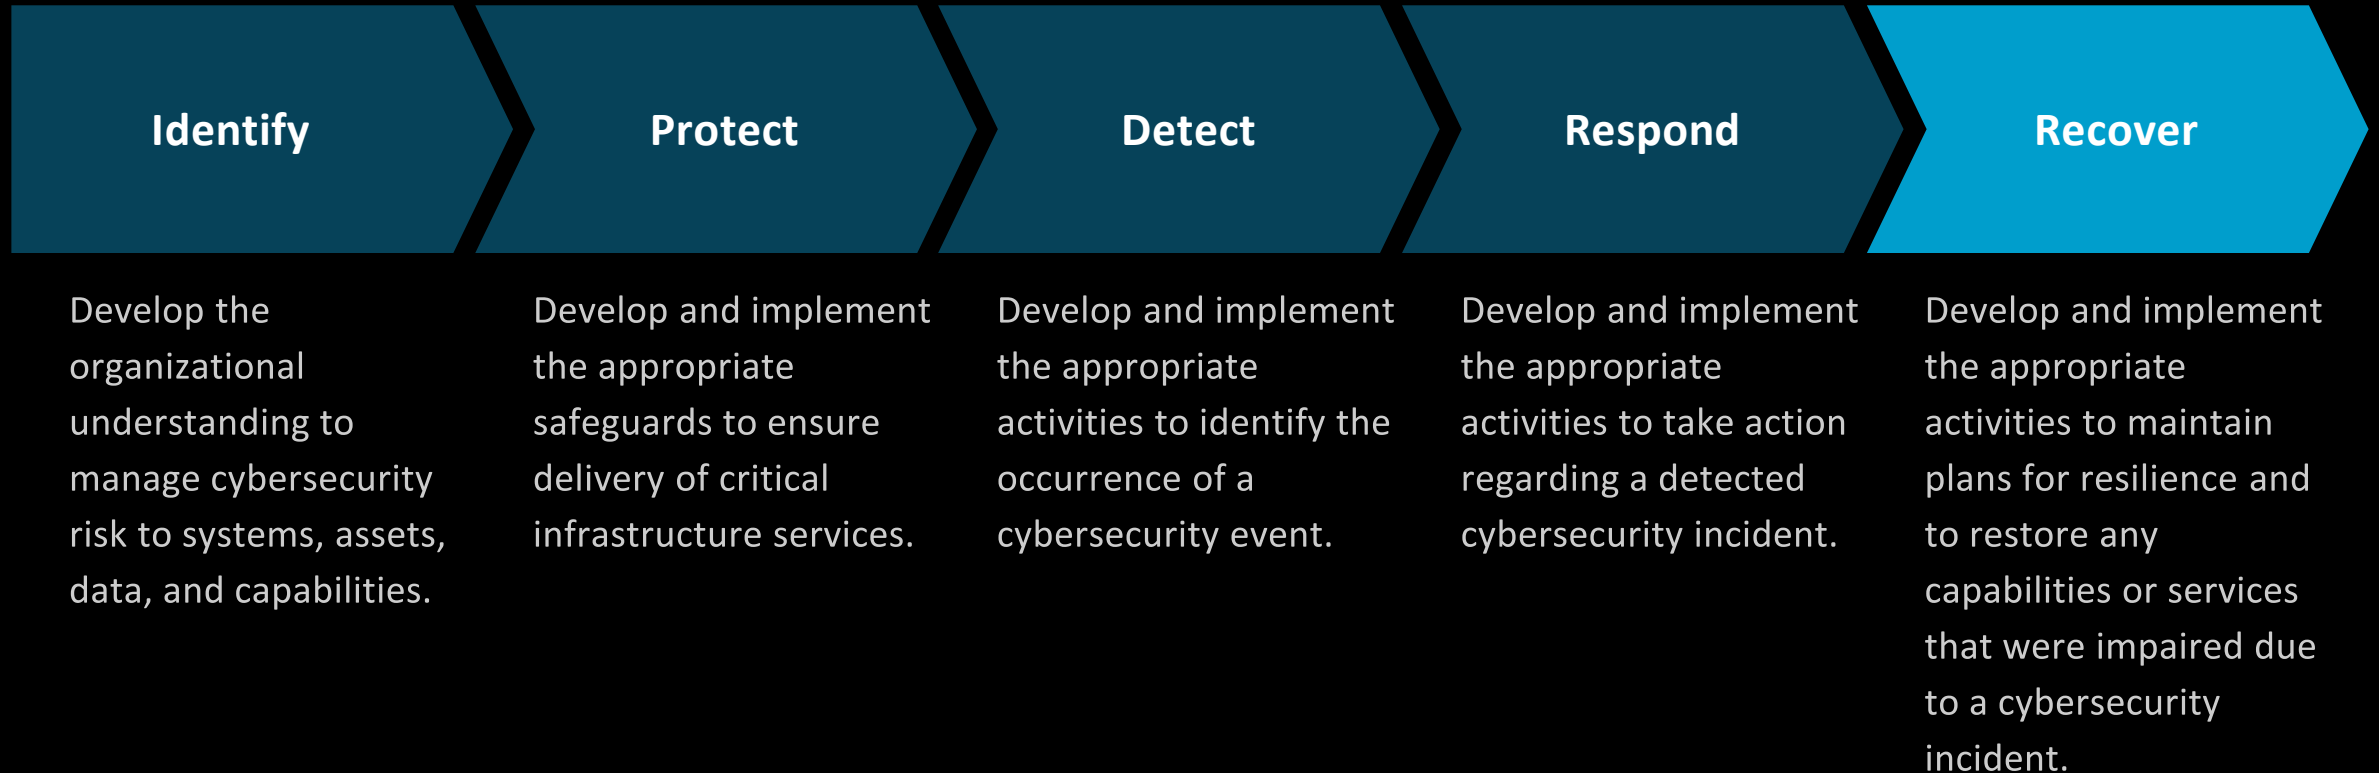 Identify
Protect
Detect
Respond
Recover
Develop the
organizational
understanding to
manage cybersecurity
risk to systems, assets,
data, and capabilities.
Develop and implement
the appropriate
safeguards to ensure
delivery of critical
infrastructure services.
Develop and implement
the appropriate
activities to identify the
occurrence of a
cybersecurity event.
Develop and implement
the appropriate
activities to take action
regarding a detected
cybersecurity incident.
Develop and implement
the appropriate
activities to maintain
plans for resilience and
to restore any
capabilities or services
that were impaired due
to a cybersecurity
incident.